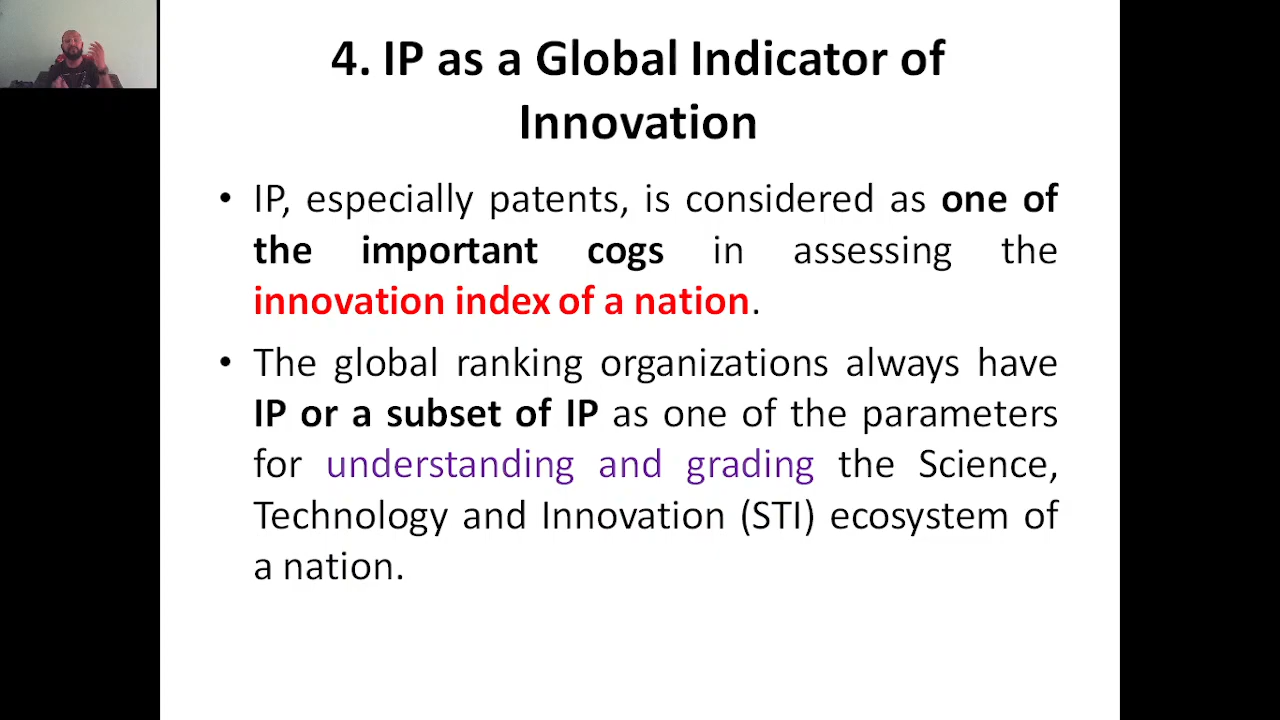 4. IP as a Global Indicator of
Innovation
• IP, especially patents, is considered as one of
the important cogs in assessing the
innovation index of a nation.
• The global ranking organizations always have
IP or a subset of IP as one of the parameters
for understanding and grading the Science,
Technology and Innovation (STI) ecosystem of
a nation.